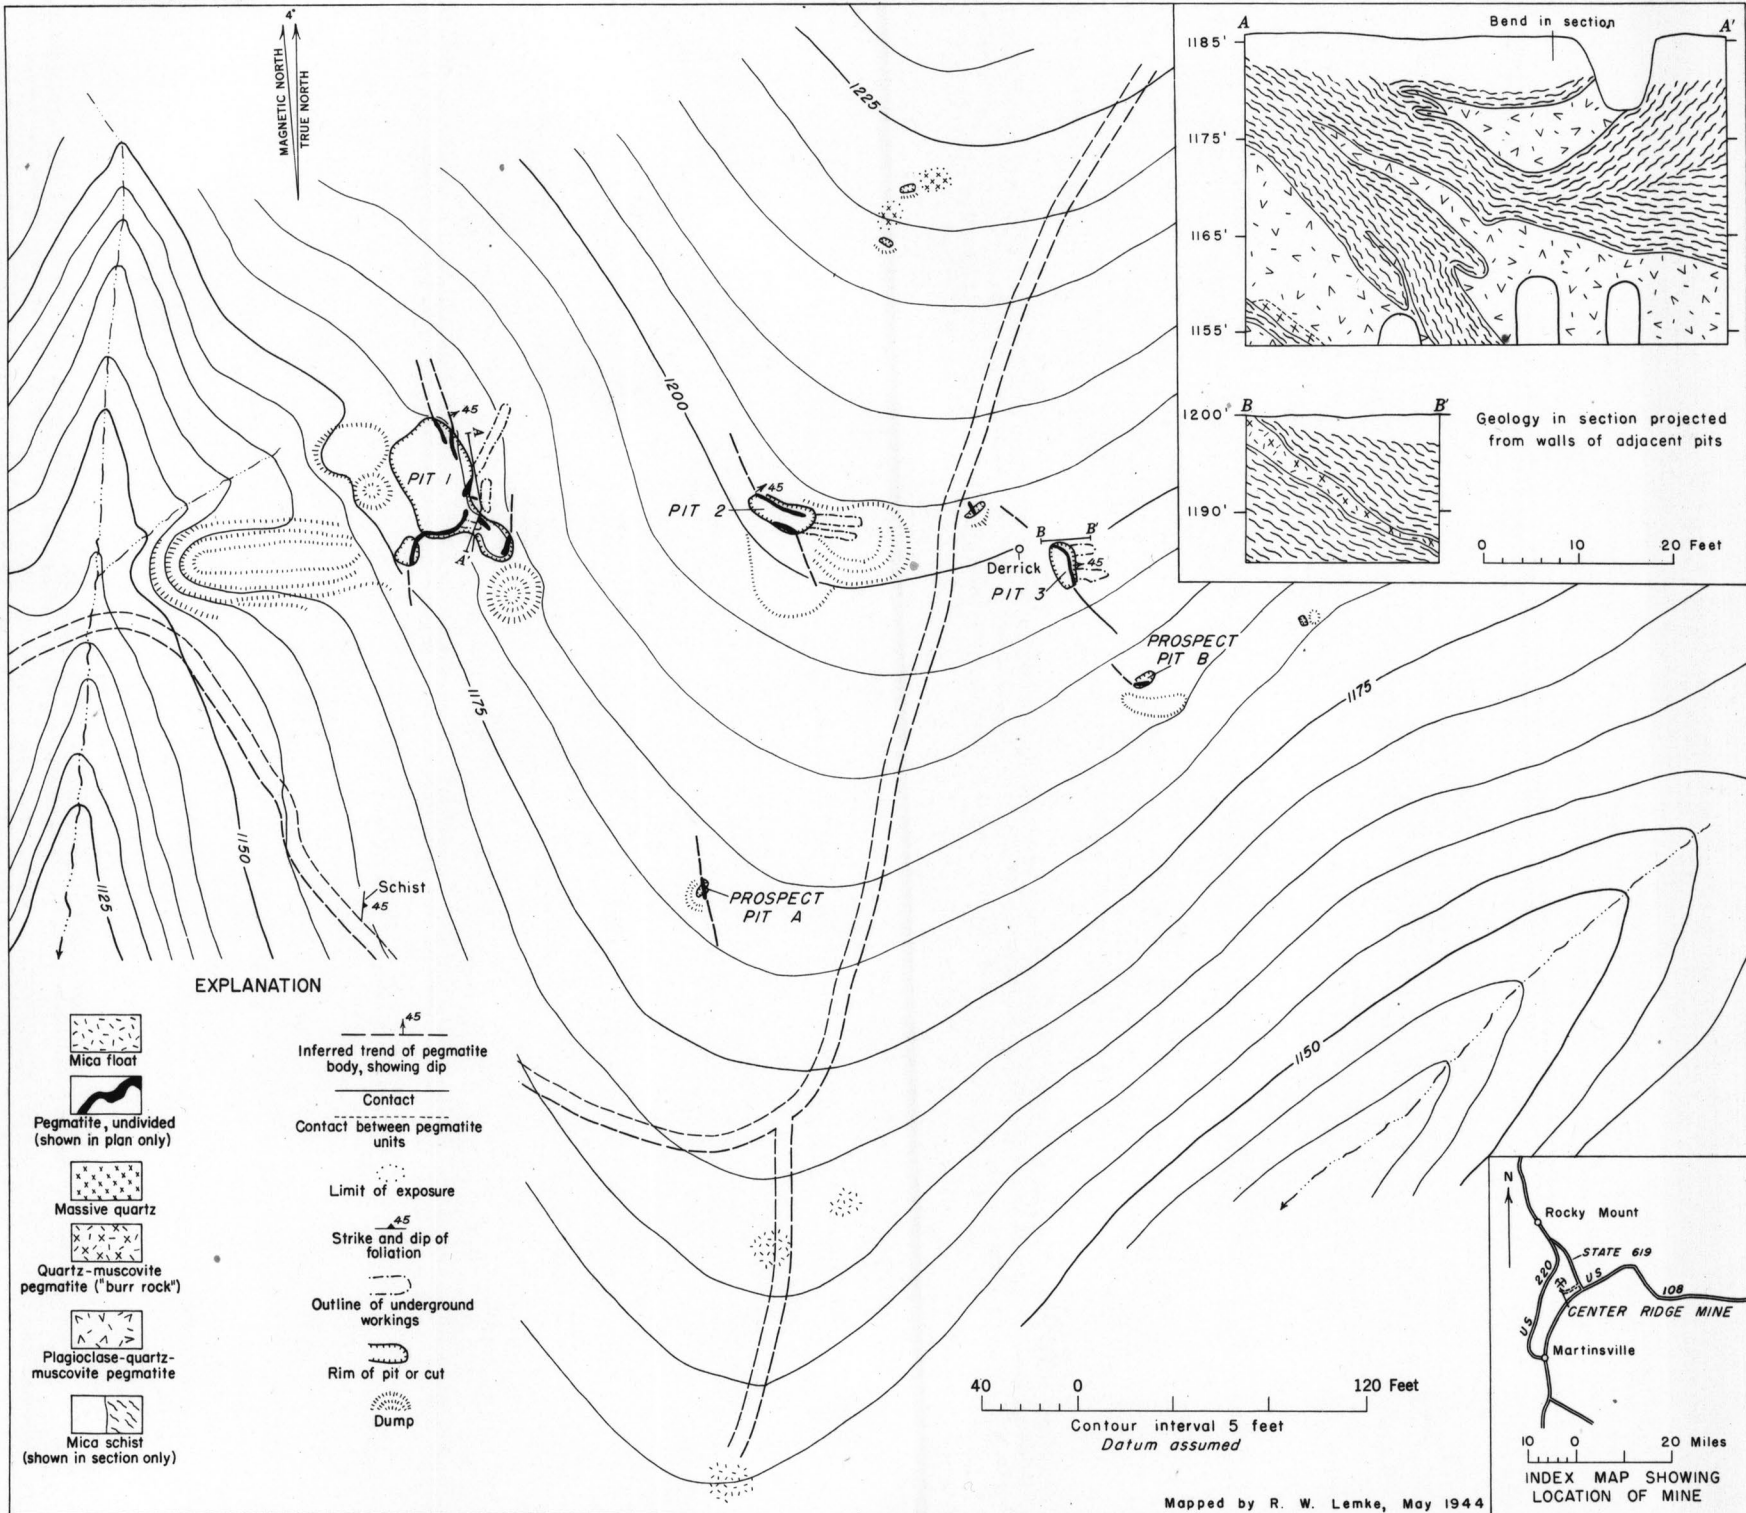 4°
MAGNETIC NORTH
TRUE NORTH
1225
A
Bend in section
A'
1185'
1175'
1165'
1155'
1200'
B
B'
1190'
Geology in section projected
from walls of adjacent pits
0 10 20 Feet
1200
45
A
PIT 1
A'
45
PIT 2
B B'
Derrick
45
PIT 3
PROSPECT
PIT B
1175
1175
PROSPECT
PIT A
1150
Schist
45
1125
1150
EXPLANATION
Mica float
Pegmatite, undivided
(shown in plan only)
Massive quartz
Quartz-muscovite
pegmatite ("burr rock")
Plagioclase-quartz-
muscovite pegmatite
Mica schist
(shown in section only)
45
Inferred trend of pegmatite
body, showing dip
Contact
Contact between pegmatite
units
Limit of exposure
45
Strike and dip of
foliation
Outline of underground
workings
Rim of pit or cut
Dump
40 0 120 Feet
Contour interval 5 feet
Datum assumed
Mapped by R. W. Lemke, May 1944
N
Rocky Mount
STATE 619
220
US
108
CENTER RIDGE MINE
US
Martinsville
10 0 20 Miles
INDEX MAP SHOWING
LOCATION OF MINE